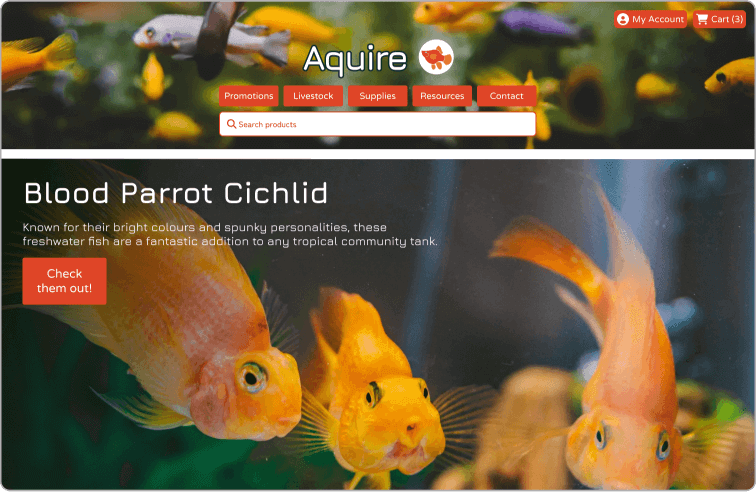 My Account
Cart (3)
Aquire
Promotions
Livestock
Supplies
Resources
Contact
Search products
Blood Parrot Cichlid
Known for their bright colours and spunky personalities, these
freshwater fish are a fantastic addition to any tropical community tank.
Check
them out!